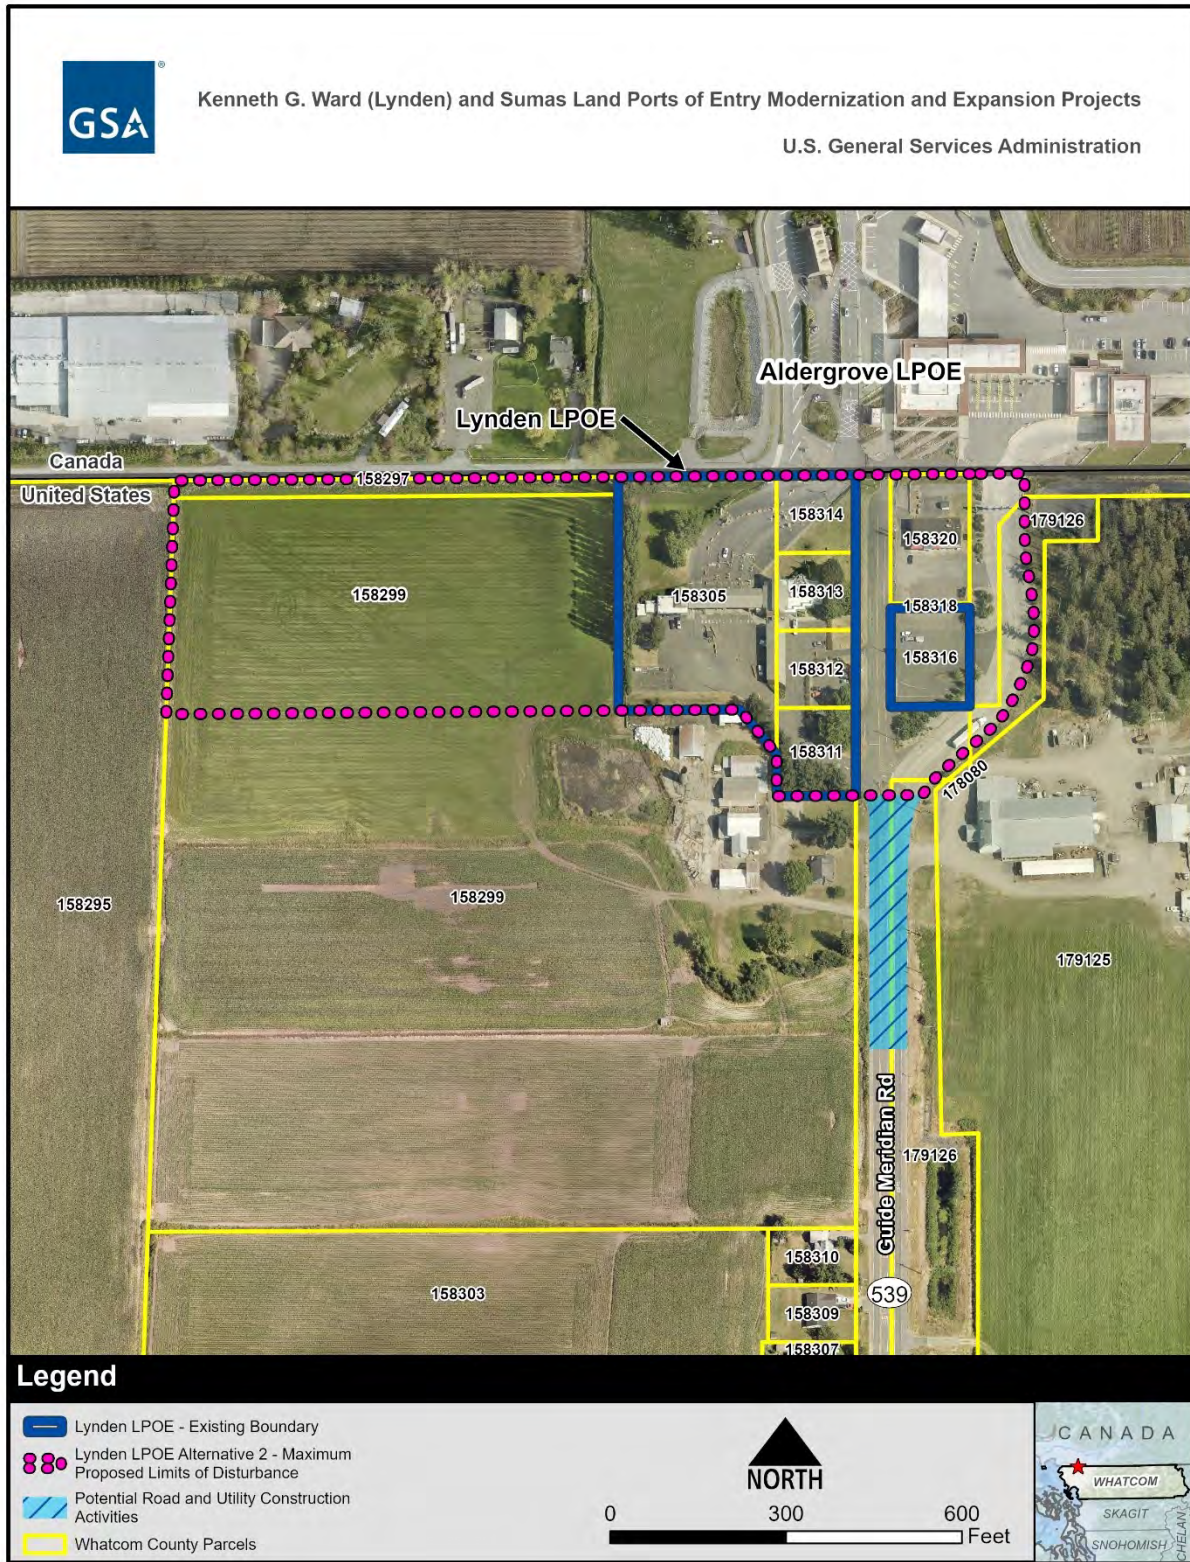 GSA
®
Kenneth G. Ward (Lynden) and Sumas Land Ports of Entry Modernization and Expansion Projects
U.S. General Services Administration
Aldergrove LPOE
Lynden LPOE
Canada
United States
158297
158314
158320
179126
158299
158305
158313
158318
158312
158316
158311
178080
158295
158299
179125
Guide Meridian Rd
179126
158310
158303
539
158309
158307
Legend
Lynden LPOE - Existing Boundary
Lynden LPOE Alternative 2 - Maximum
Proposed Limits of Disturbance
Potential Road and Utility Construction
Activities
Whatcom County Parcels
NORTH
0 300 600
Feet
CANADA
WHATCOM
SKAGIT
SNOHOMISH
CHELAN